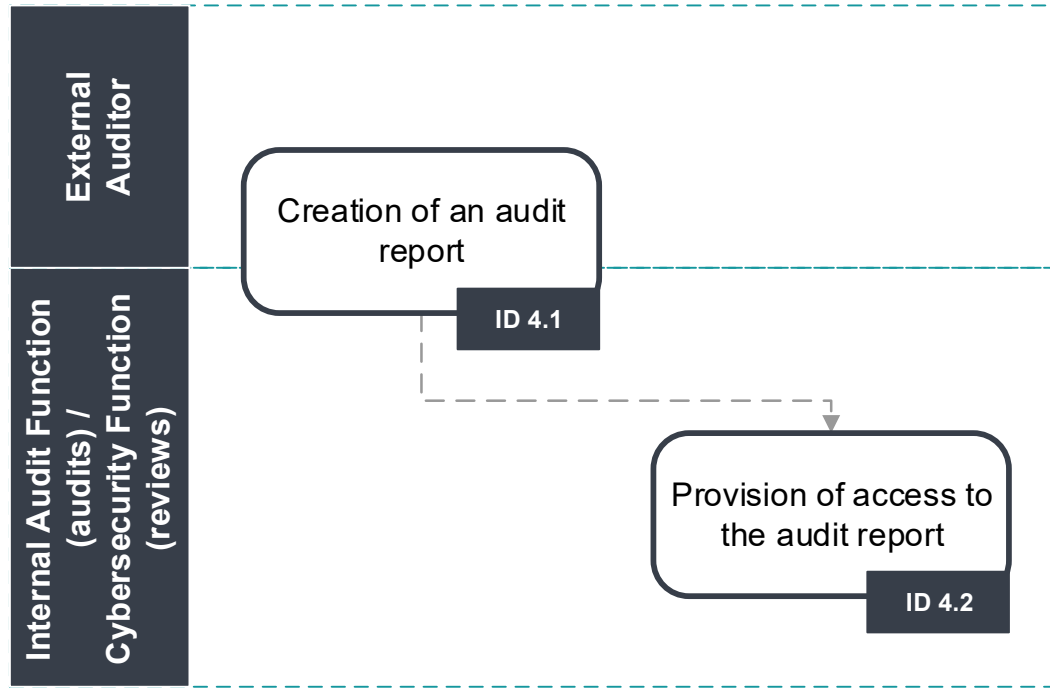 External
Auditor
Creation of an audit
report
ID 4.1
Internal Audit Function
(audits) /
Cybersecurity Function
(reviews)
Provision of access to
the audit report
ID 4.2